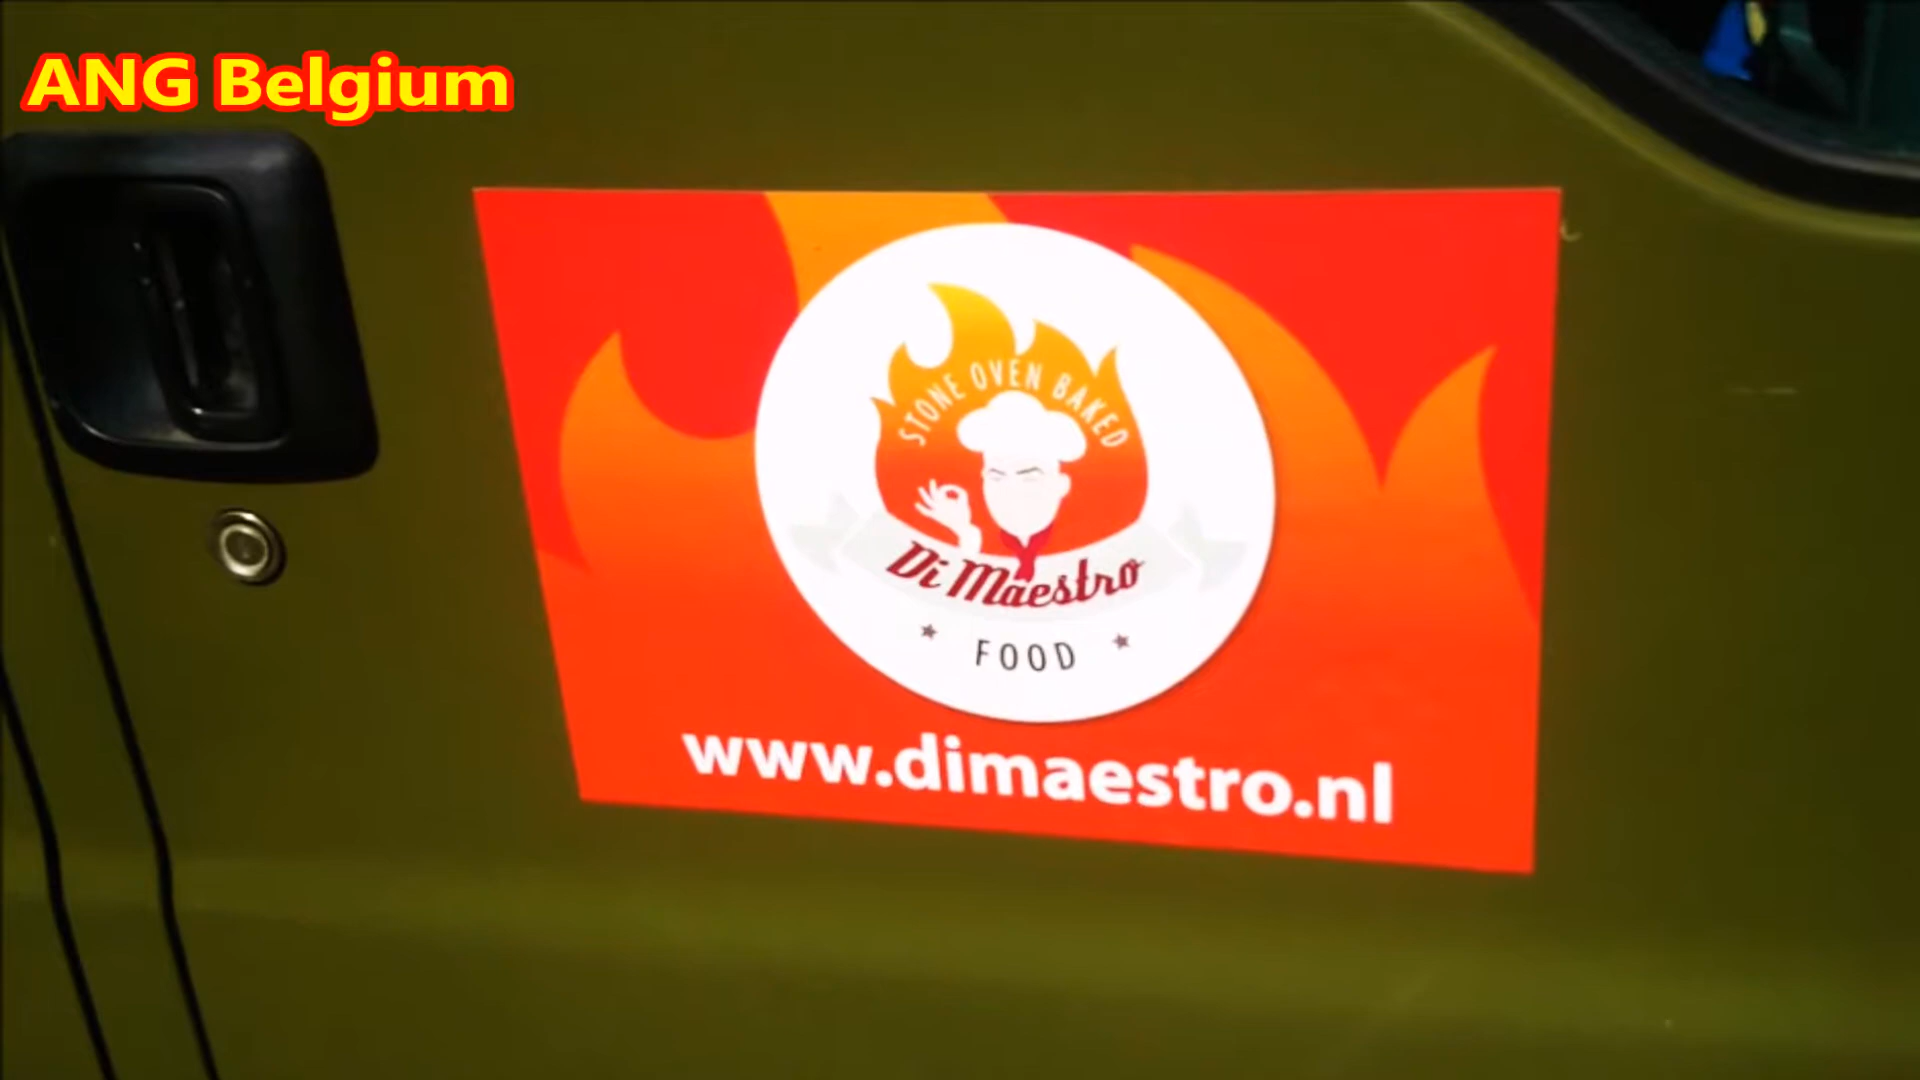 ANG Belgium
STONE OVEN BAKED
Di Maestro
FOOD
www.dimaestro.nl